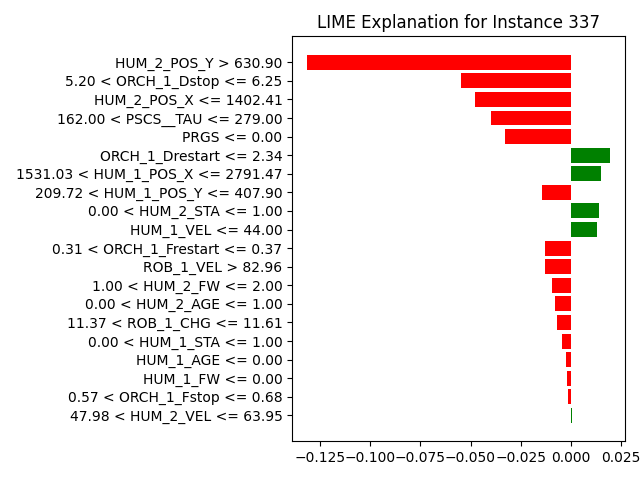 LIME Explanation for Instance 337
HUM_2_POS_Y > 630.90
5.20 < ORCH_1_Dstop <= 6.25
HUM_2_POS_X <= 1402.41
162.00 < PSCS__TAU <= 279.00
PRGS <= 0.00
ORCH_1_Drestart <= 2.34
1531.03 < HUM_1_POS_X <= 2791.47
209.72 < HUM_1_POS_Y <= 407.90
0.00 < HUM_2_STA <= 1.00
HUM_1_VEL <= 44.00
0.31 < ORCH_1_Frestart <= 0.37
ROB_1_VEL > 82.96
1.00 < HUM_2_FW <= 2.00
0.00 < HUM_2_AGE <= 1.00
11.37 < ROB_1_CHG <= 11.61
0.00 < HUM_1_STA <= 1.00
HUM_1_AGE <= 0.00
HUM_1_FW <= 0.00
0.57 < ORCH_1_Fstop <= 0.68
47.98 < HUM_2_VEL <= 63.95
−0.125 −0.100 −0.075 −0.050 −0.025 0.000 0.025